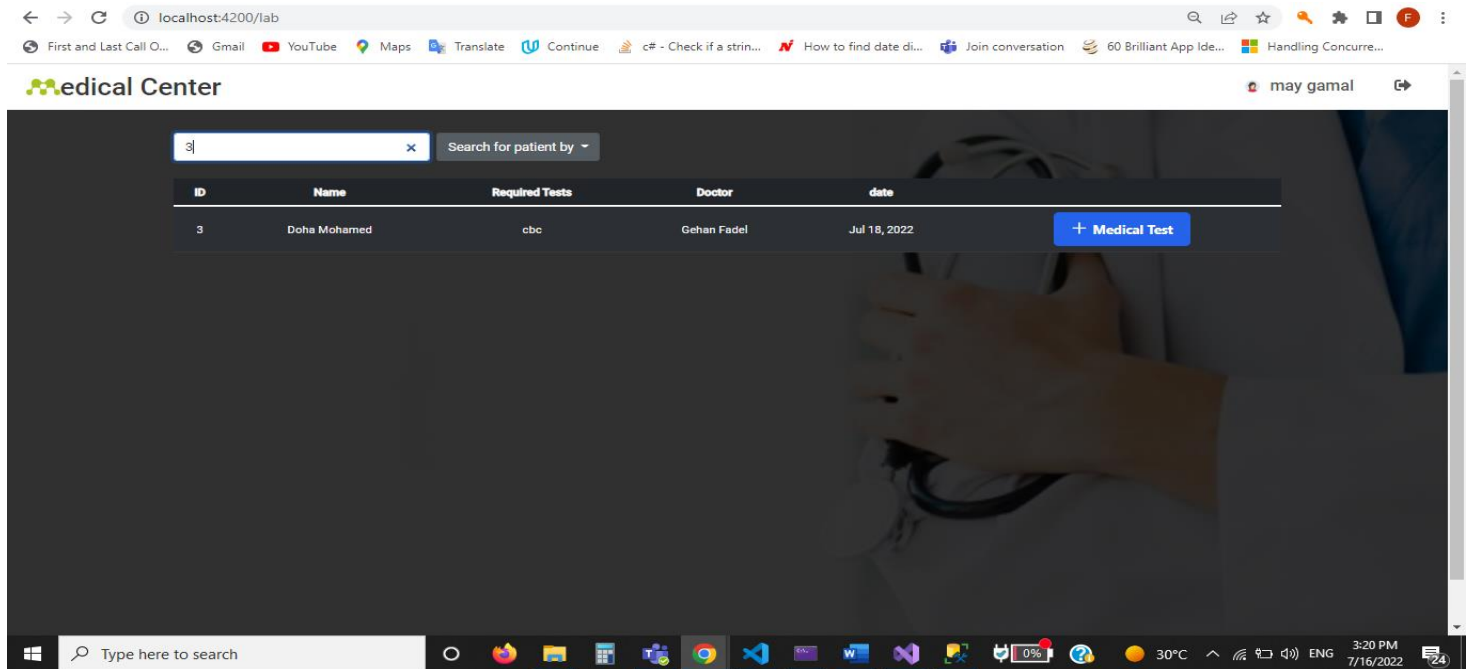 localhost:4200/lab
F
First and Last Call O... Gmail YouTube Maps Translate Continue c# - Check if a strin... How to find date di... Join conversation 60 Brilliant App Ide... Handling Concurre...
Medical Center may gamal
3 × Search for patient by
ID Name Required Tests Doctor date
3 Doha Mohamed cbc Gehan Fadel Jul 18, 2022 + Medical Test
Type here to search 0% 30°C ENG 3:20 PM
7/16/2022 24